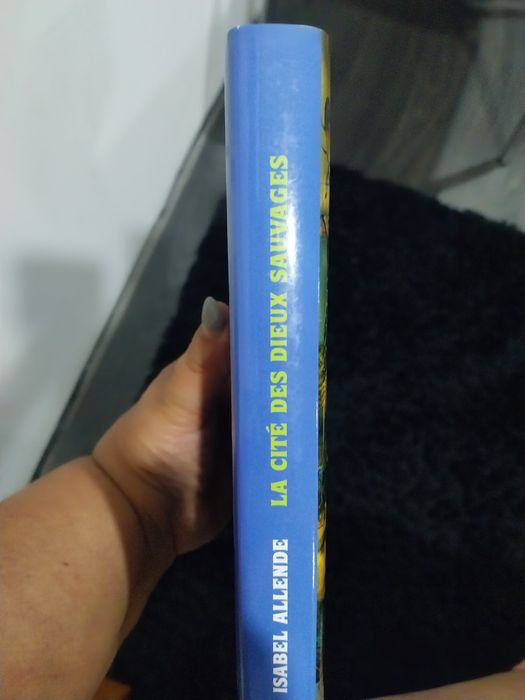 ISABEL ALLENDE
LA CITÉ DES DIEUX SAUVAGES